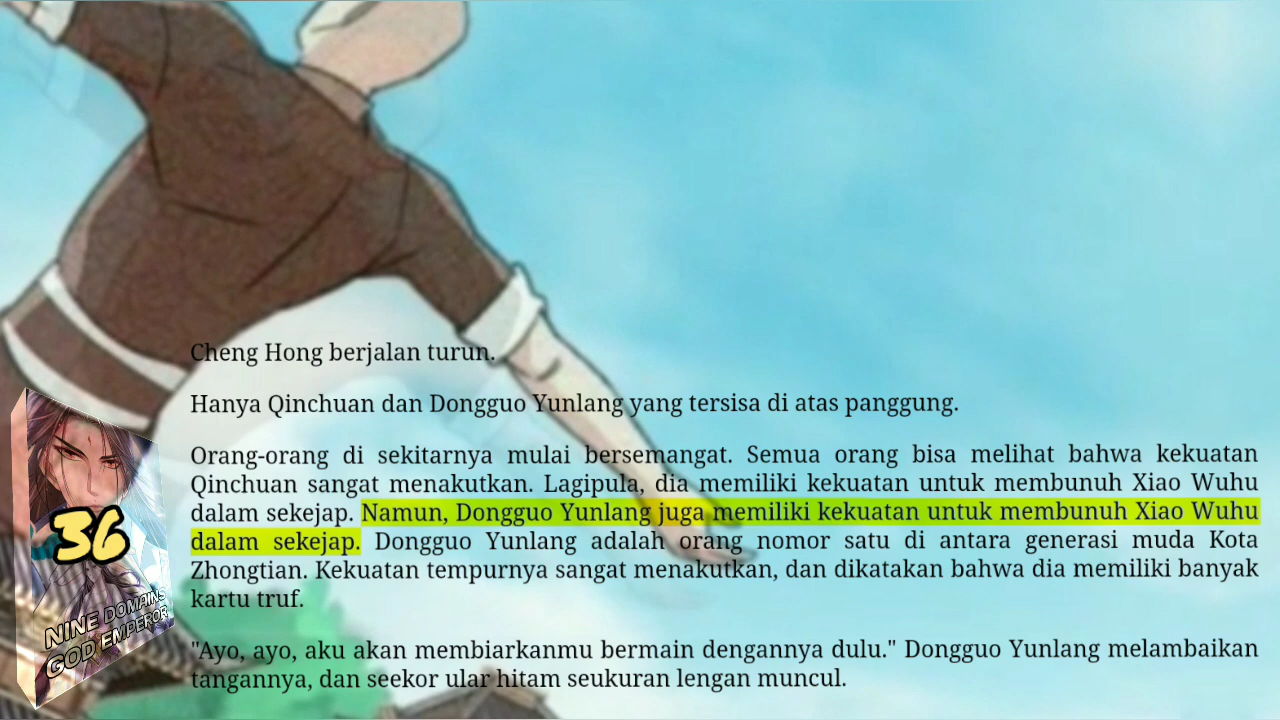 Cheng Hong berjalan turun.
Hanya Qinchuan dan Dongguo Yunlang yang tersisa di atas panggung.
Orang-orang di sekitarnya mulai bersemangat. Semua orang bisa melihat bahwa kekuatan
Qinchuan sangat menakutkan. Lagipula, dia memiliki kekuatan untuk membunuh Xiao Wuhu
dalam sekejap. Namun, Dongguo Yunlang juga memiliki kekuatan untuk membunuh Xiao Wuhu
dalam sekejap. Dongguo Yunlang adalah orang nomor satu di antara generasi muda Kota
Zhongtian. Kekuatan tempurnya sangat menakutkan, dan dikatakan bahwa dia memiliki banyak
kartu truf.
"Ayo, ayo, aku akan membiarkanmu bermain dengannya dulu." Dongguo Yunlang melambaikan
tangannya, dan seekor ular hitam seukuran lengan muncul.
36
NINE DOMAINS
GOD EMPEROR